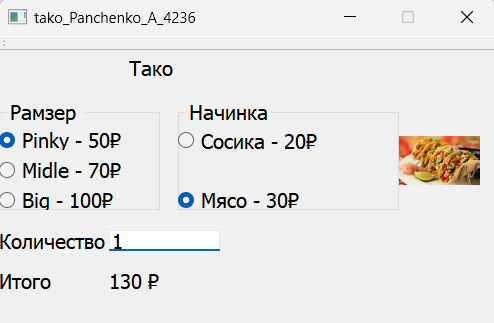 tako_Panchenko_A_4236
Тако
Рамзер
Начинка
Pinky - 50₽
Сосика - 20₽
Midle - 70₽
Big - 100₽
Мясо - 30₽
Количество 1
Итого 130 ₽